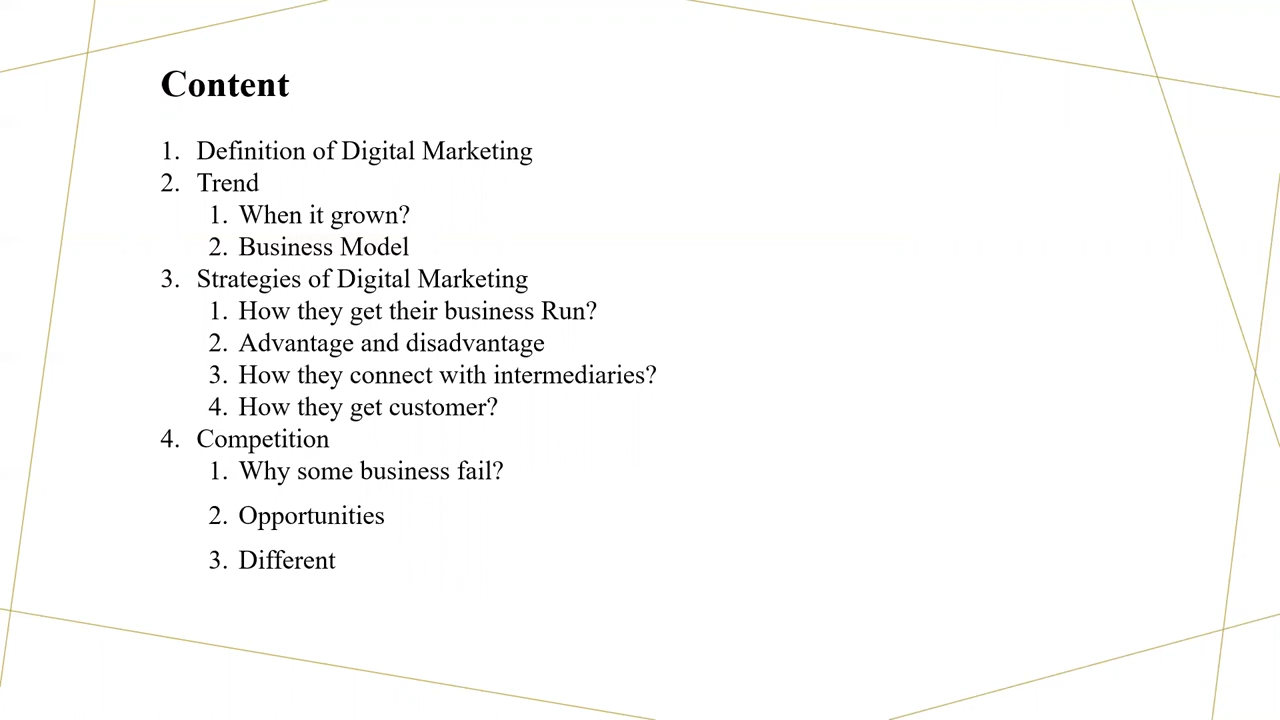 Content
1. Definition of Digital Marketing
2. Trend
1. When it grown?
2. Business Model
3. Strategies of Digital Marketing
1. How they get their business Run?
2. Advantage and disadvantage
3. How they connect with intermediaries?
4. How they get customer?
4. Competition
1. Why some business fail?
2. Opportunities
3. Different